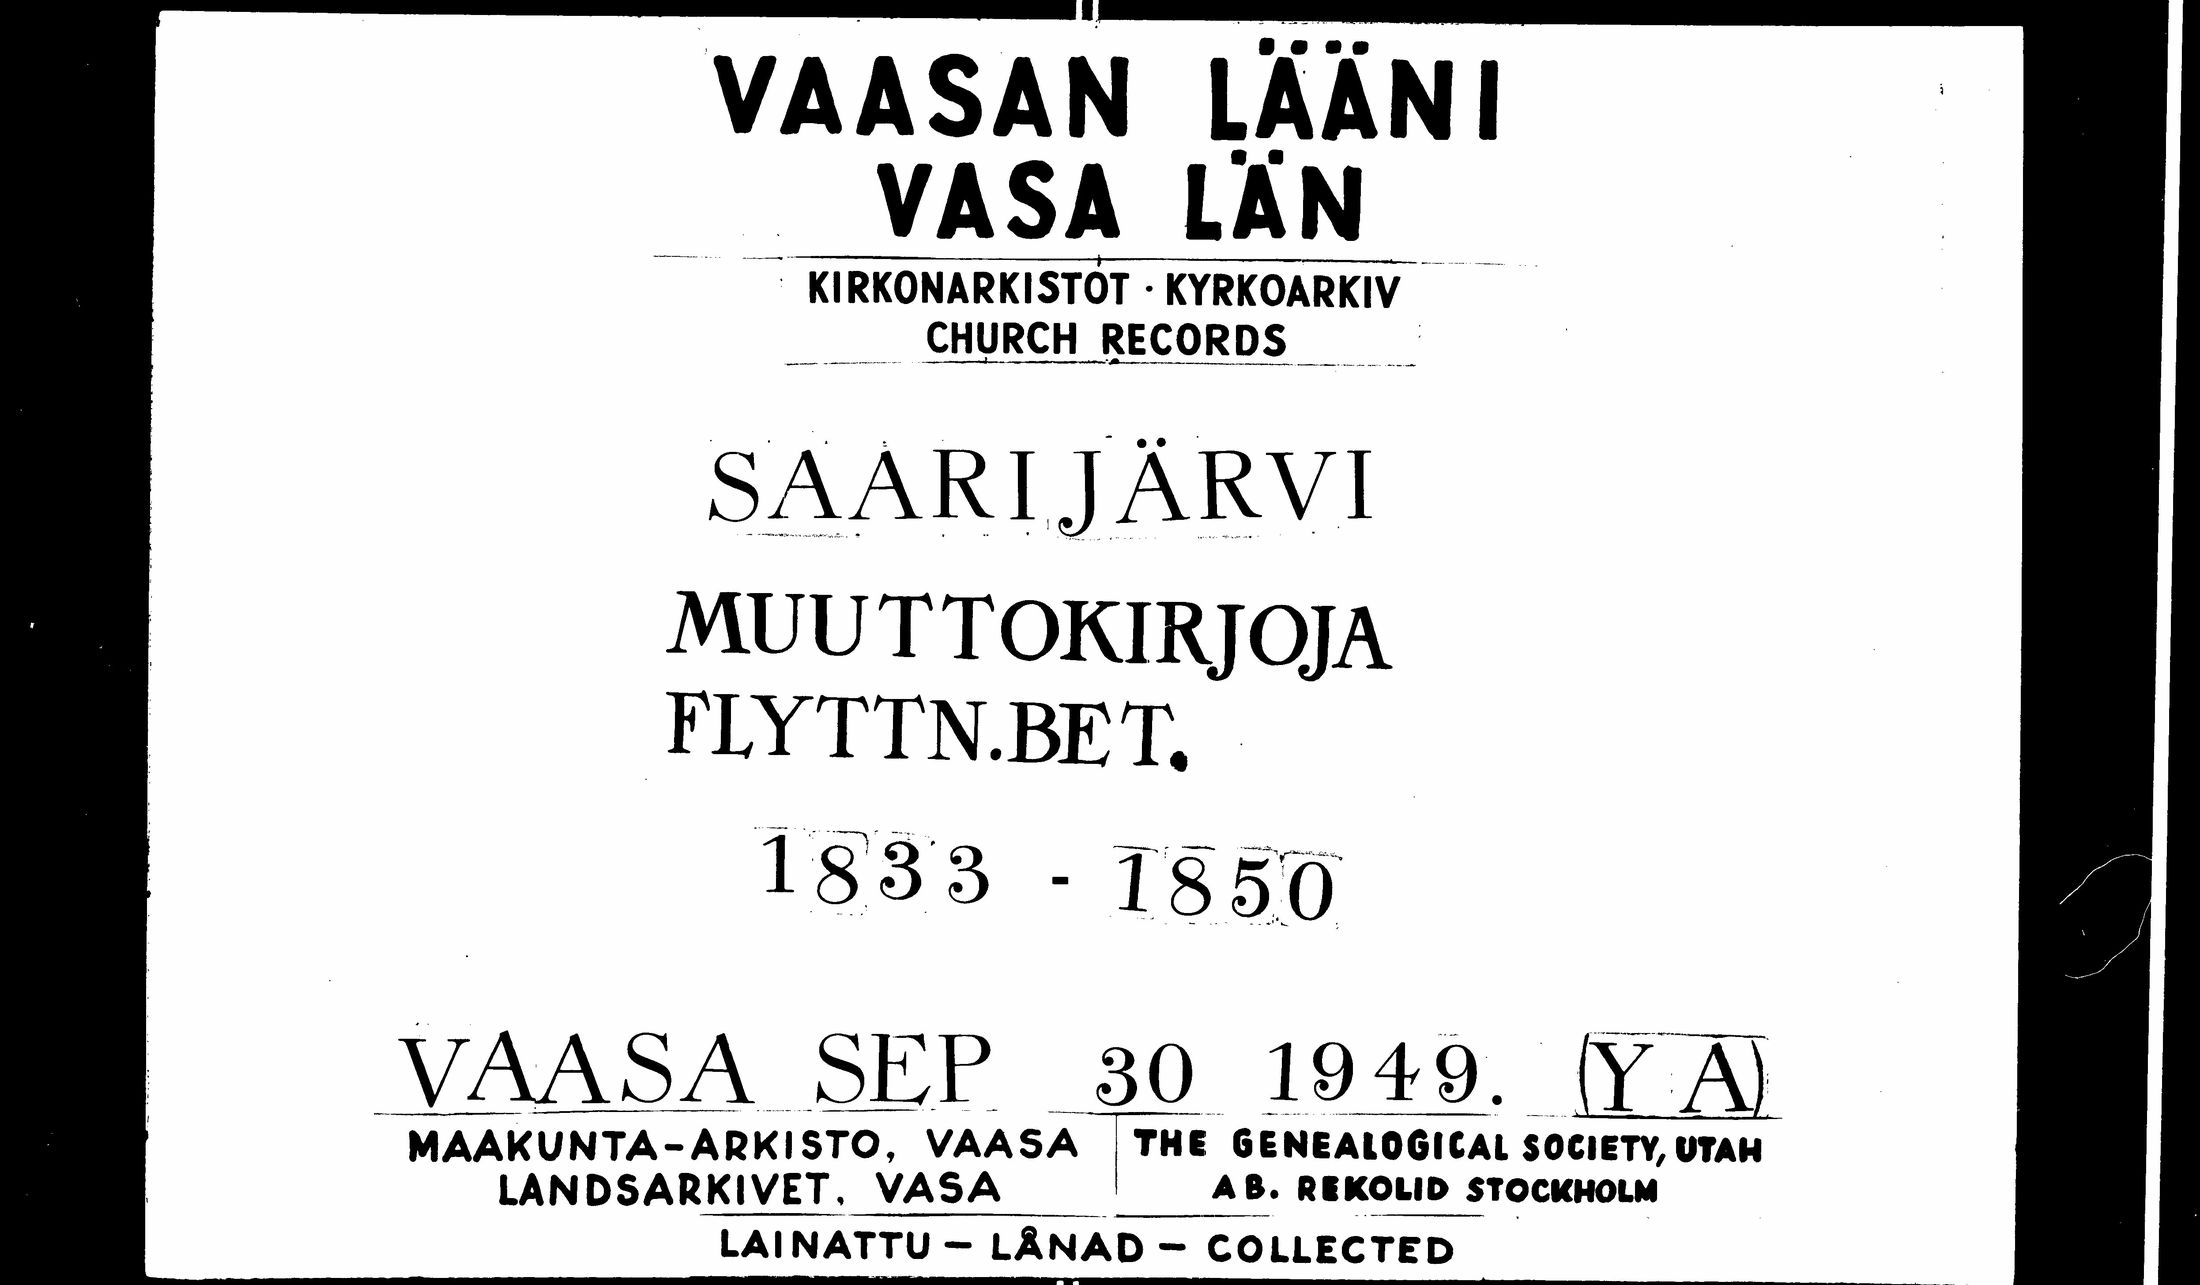 VAASAN LÄÄNI
VASA LÄN
KIRKONARKISTOT · KYRKOARKIV
CHURCH RECORDS
SAARIJÄRVI
MUUTTOKIRJOJA
FLYTTN.BET.
1833 - 1850
VAASA SEP 30 1949. (YA)
MAAKUNTA-ARKISTO, VAASA
LANDSARKIVET, VASA
THE GENEALOGICAL SOCIETY, UTAH
AB. REKOLID STOCKHOLM
LAINATTU – LÅNAD – COLLECTED